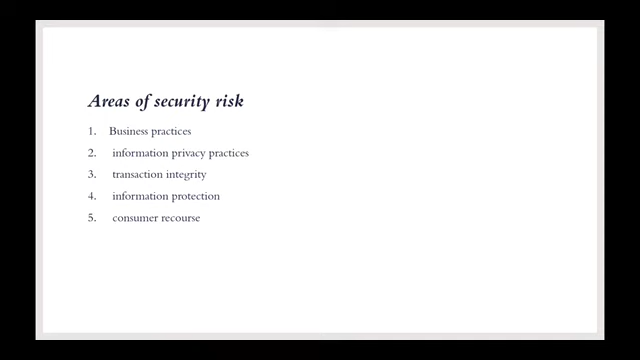 Areas of security risk
1. Business practices
2. information privacy practices
3. transaction integrity
4. information protection
5. consumer recourse